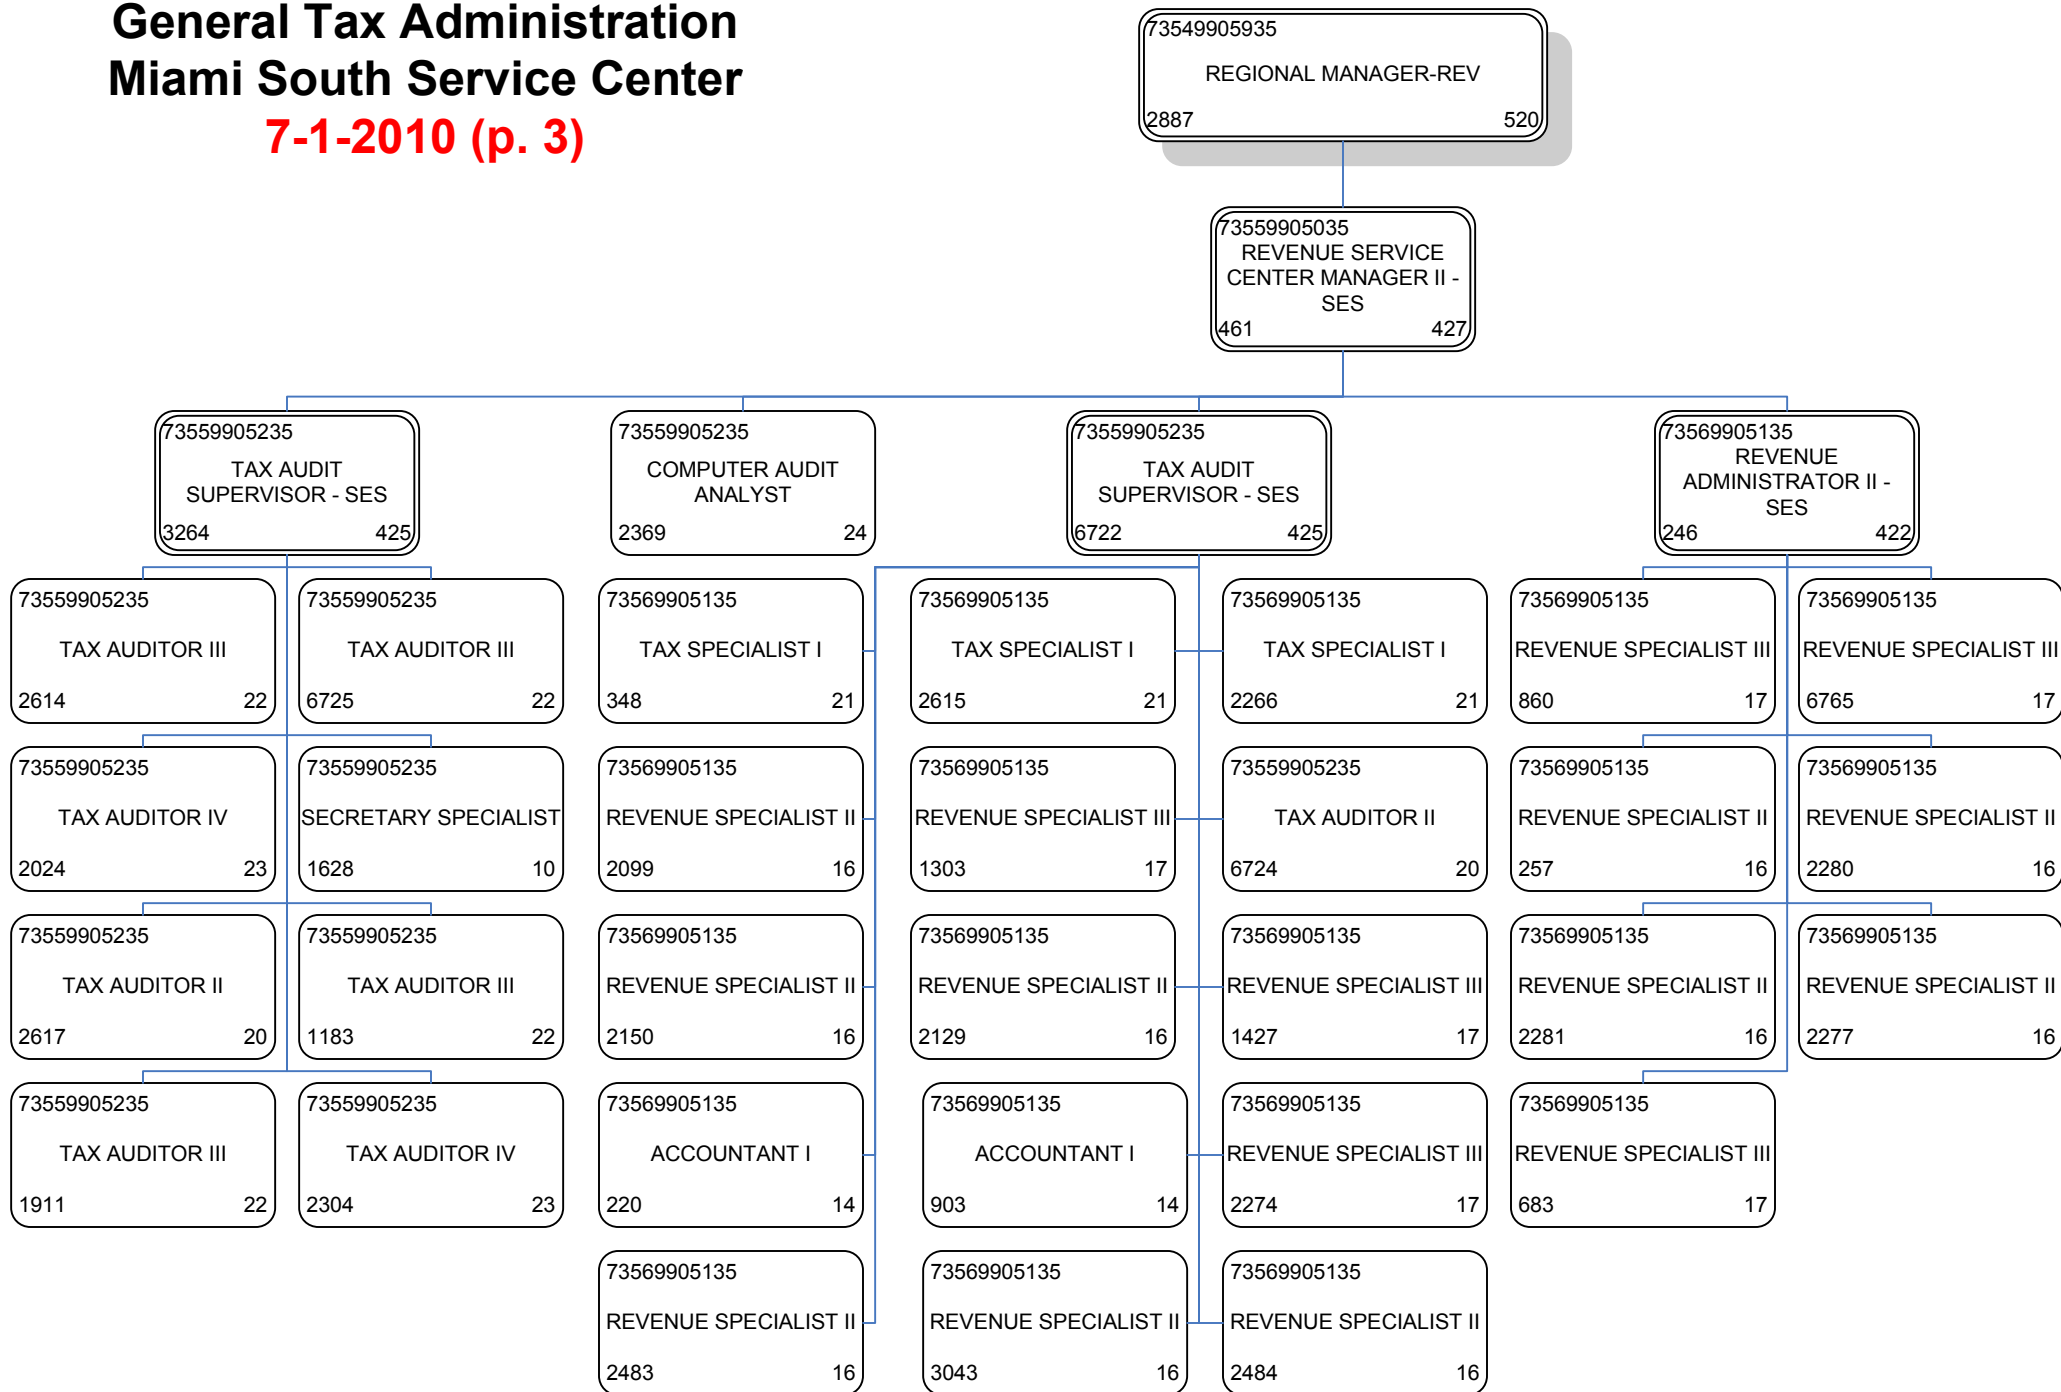 General Tax Administration
Miami South Service Center
7-1-2010 (p. 3)
73549905935
REGIONAL MANAGER-REV
2887 520
73559905035
REVENUE SERVICE
CENTER MANAGER II -
SES
461 427
73559905235
TAX AUDIT
SUPERVISOR - SES
3264 425
73559905235
COMPUTER AUDIT
ANALYST
2369 24
73559905235
TAX AUDIT
SUPERVISOR - SES
6722 425
73569905135
REVENUE
ADMINISTRATOR II -
SES
246 422
73559905235
TAX AUDITOR III
2614 22
73559905235
TAX AUDITOR III
6725 22
73569905135
TAX SPECIALIST I
348 21
73569905135
TAX SPECIALIST I
2615 21
73569905135
TAX SPECIALIST I
2266 21
73569905135
REVENUE SPECIALIST III
860 17
73569905135
REVENUE SPECIALIST III
6765 17
73559905235
TAX AUDITOR IV
2024 23
73559905235
SECRETARY SPECIALIST
1628 10
73569905135
REVENUE SPECIALIST II
2099 16
73569905135
REVENUE SPECIALIST III
1303 17
73559905235
TAX AUDITOR II
6724 20
73569905135
REVENUE SPECIALIST II
257 16
73569905135
REVENUE SPECIALIST II
2280 16
73559905235
TAX AUDITOR II
2617 20
73559905235
TAX AUDITOR III
1183 22
73569905135
REVENUE SPECIALIST II
2150 16
73569905135
REVENUE SPECIALIST II
2129 16
73569905135
REVENUE SPECIALIST III
1427 17
73569905135
REVENUE SPECIALIST II
2281 16
73569905135
REVENUE SPECIALIST II
2277 16
73559905235
TAX AUDITOR III
1911 22
73559905235
TAX AUDITOR IV
2304 23
73569905135
ACCOUNTANT I
220 14
73569905135
ACCOUNTANT I
903 14
73569905135
REVENUE SPECIALIST III
2274 17
73569905135
REVENUE SPECIALIST III
683 17
73569905135
REVENUE SPECIALIST II
2483 16
73569905135
REVENUE SPECIALIST II
3043 16
73569905135
REVENUE SPECIALIST II
2484 16